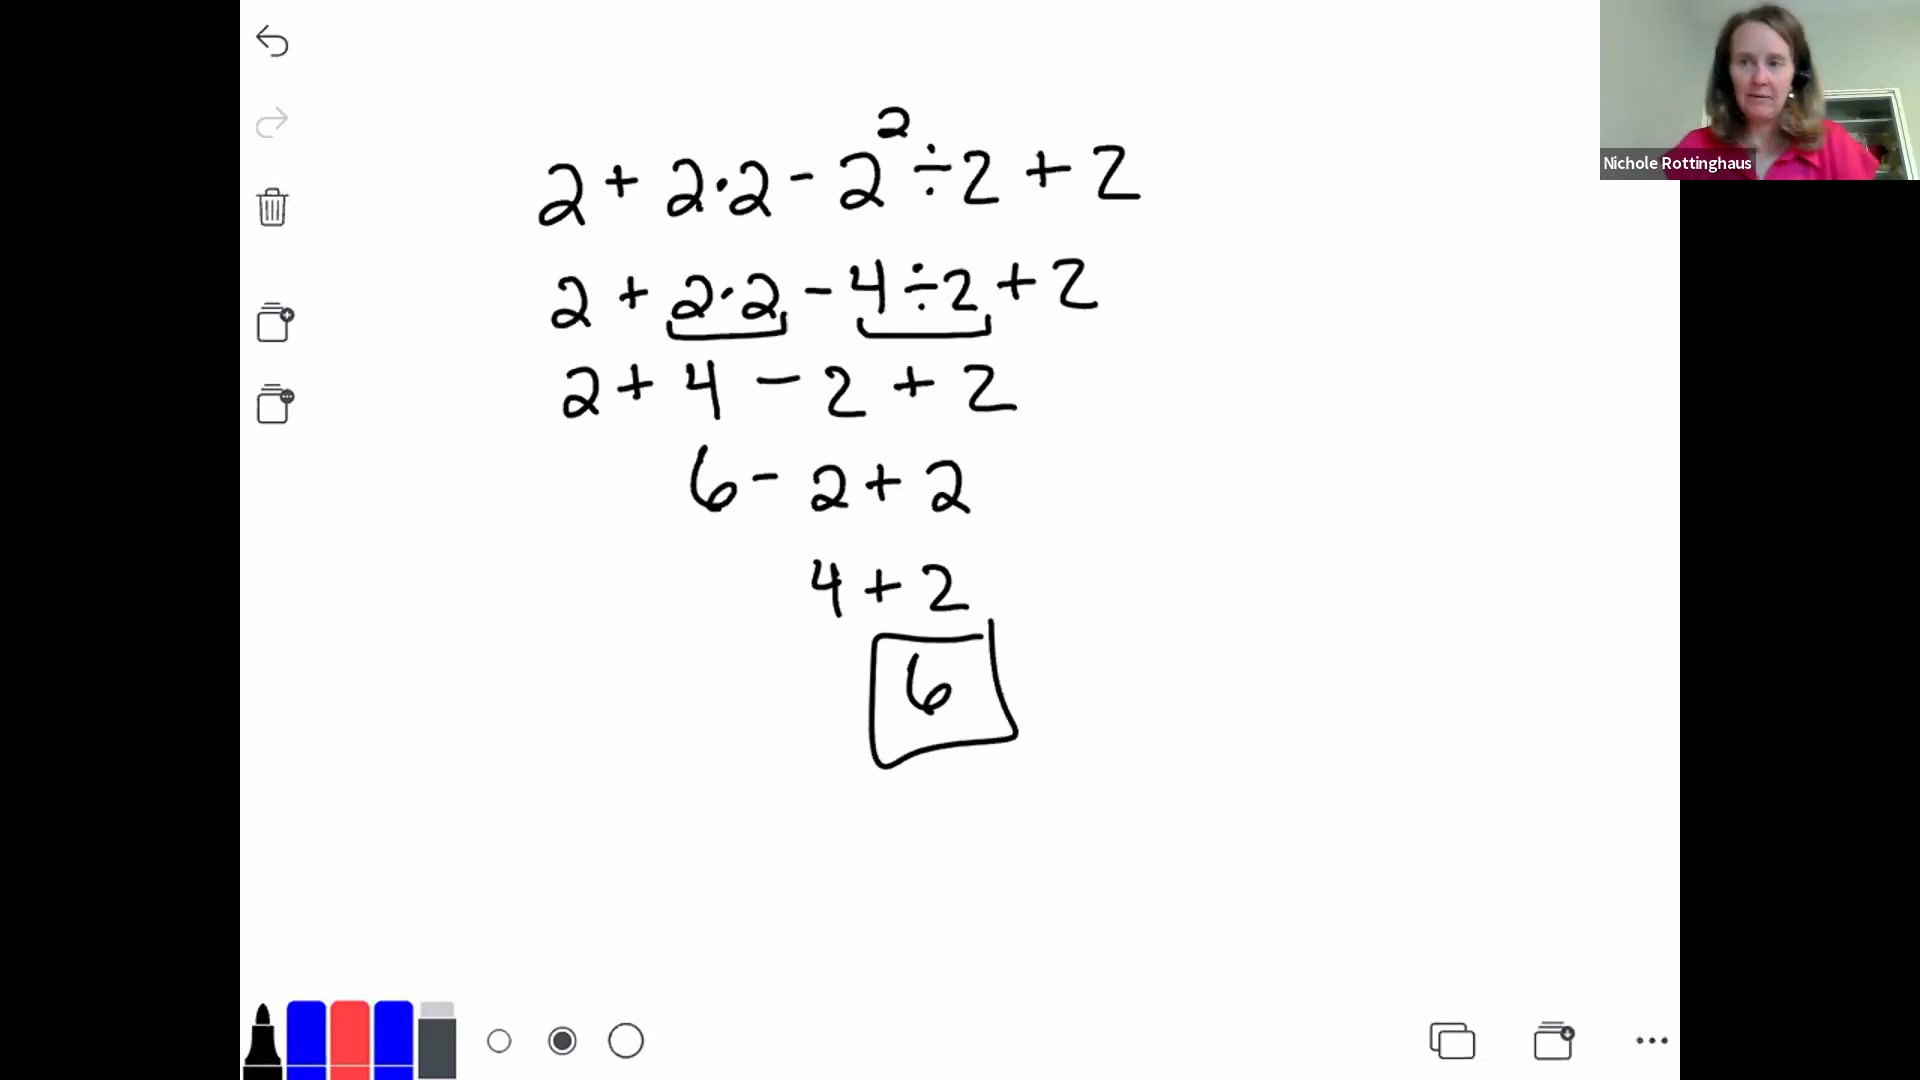 2 + 2·2 - 2² ÷ 2 + 2
Nichole Rottinghaus
2 + 2·2 - 4 ÷ 2 + 2
2 + 4 - 2 + 2
6 - 2 + 2
4 + 2
6